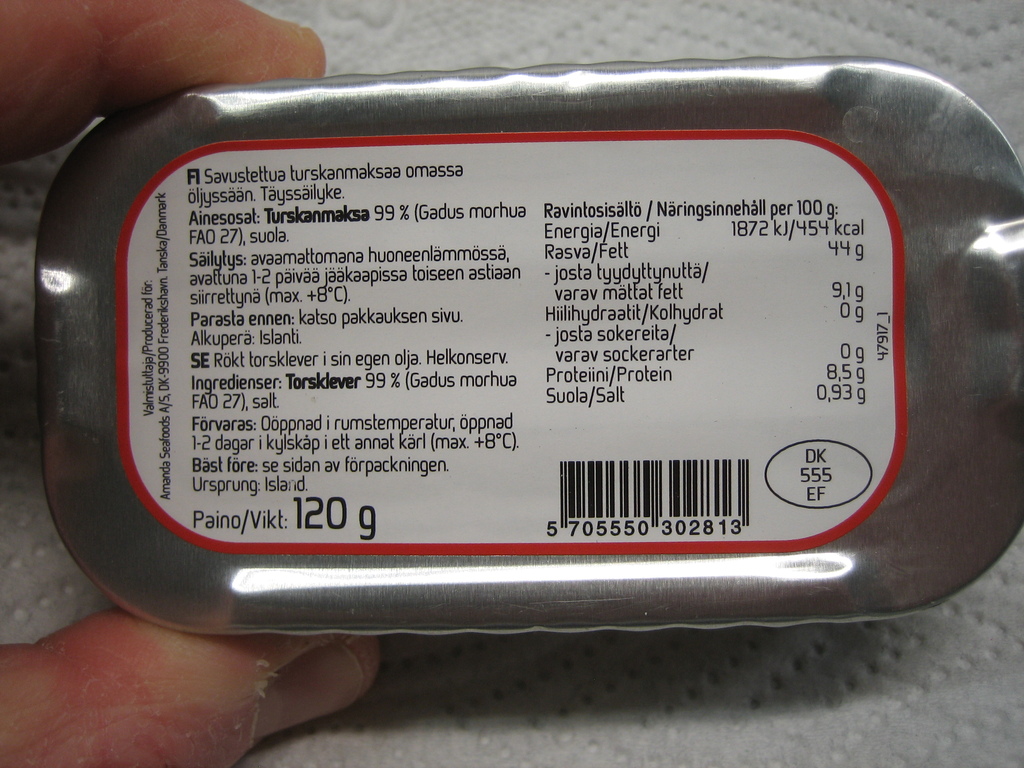 Valmistuttaja/Producerad för:
Amanda Seafoods A/S, DK-9900 Frederikshavn. Tanska/Danmark
FI Savustettua turskanmaksaa omassa
öljyssään. Täyssäilyke.
Ainesosat: Turskanmaksa 99 % (Gadus morhua
FAO 27), suola.
Säilytys: avaamattomana huoneenlämmössä,
avattuna 1-2 päivää jääkaapissa toiseen astiaan
siirrettynä (max. +8°C).
Parasta ennen: katso pakkauksen sivu.
Alkuperä: Islanti.
SE Rökt torsklever i sin egen olja. Helkonserv.
Ingredienser: Torsklever 99 % (Gadus morhua
FAO 27), salt.
Förvaras: Oöppnad i rumstemperatur, öppnad
1-2 dagar i kylskåp i ett annat kärl (max. +8°C).
Bäst före: se sidan av förpackningen.
Ursprung: Island.
Paino/Vikt: 120 g
Ravintosisältö / Näringsinnehåll per 100 g:
Energia/Energi 1872 kJ/454 kcal
Rasva/Fett 44 g
- josta tyydyttynuttä/
varav mättat fett 9,1 g
Hiilihydraatit/Kolhydrat 0 g
- josta sokereita/
varav sockerarter 0 g
Proteiini/Protein 8,5 g
Suola/Salt 0,93 g
47917_1
DK
555
EF
5 705550 302813